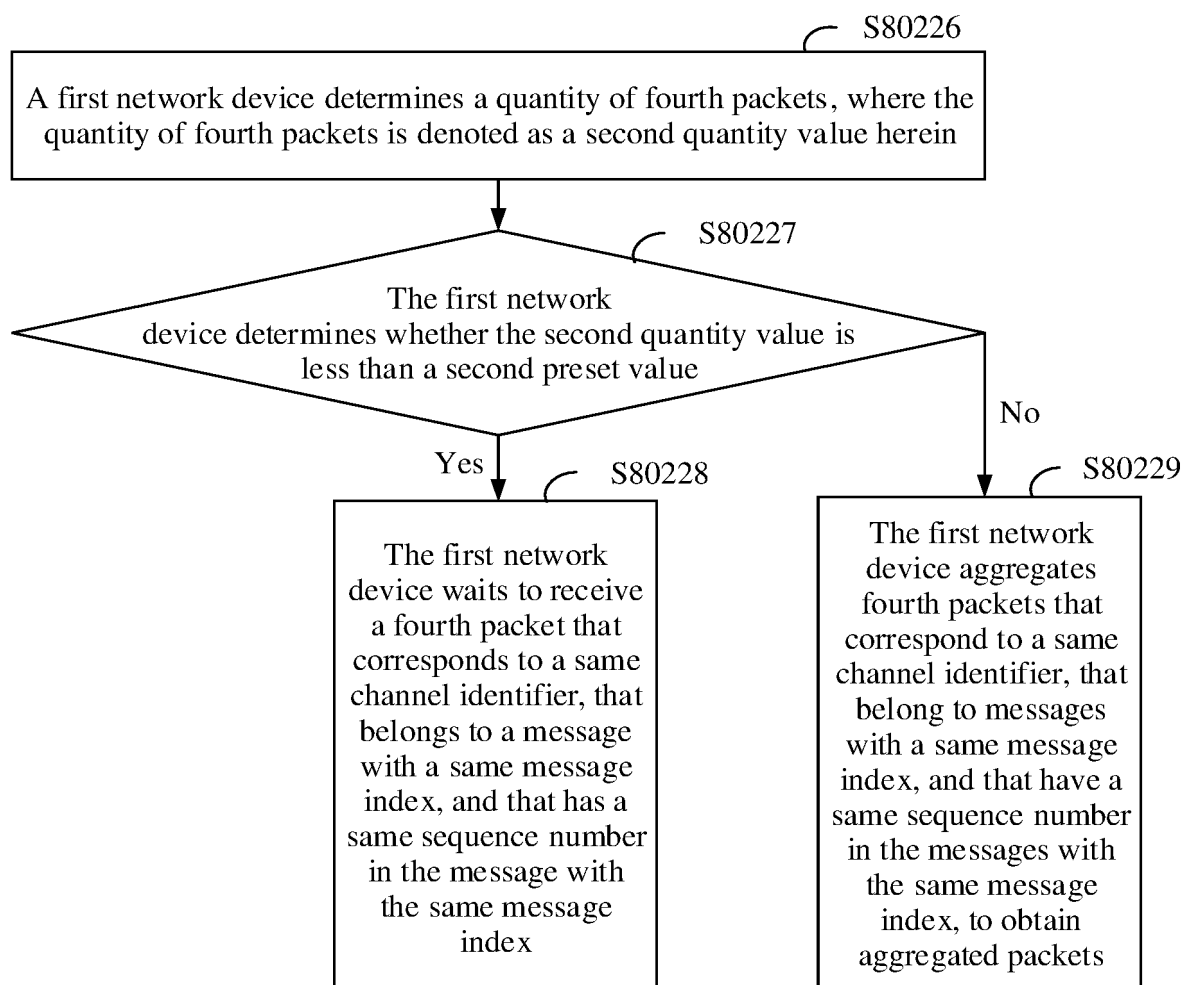 S80226
A first network device determines a quantity of fourth packets, where the
quantity of fourth packets is denoted as a second quantity value herein
S80227
The first network
device determines whether the second quantity value is
less than a second preset value
No
Yes
S80228
The first network
device waits to receive
a fourth packet that
corresponds to a same
channel identifier, that
belongs to a message
with a same message
index, and that has a
same sequence number
in the message with
the same message
index
S80229
The first network
device aggregates
fourth packets that
correspond to a same
channel identifier, that
belong to messages
with a same message
index, and that have a
same sequence number
in the messages with
the same message
index, to obtain
aggregated packets